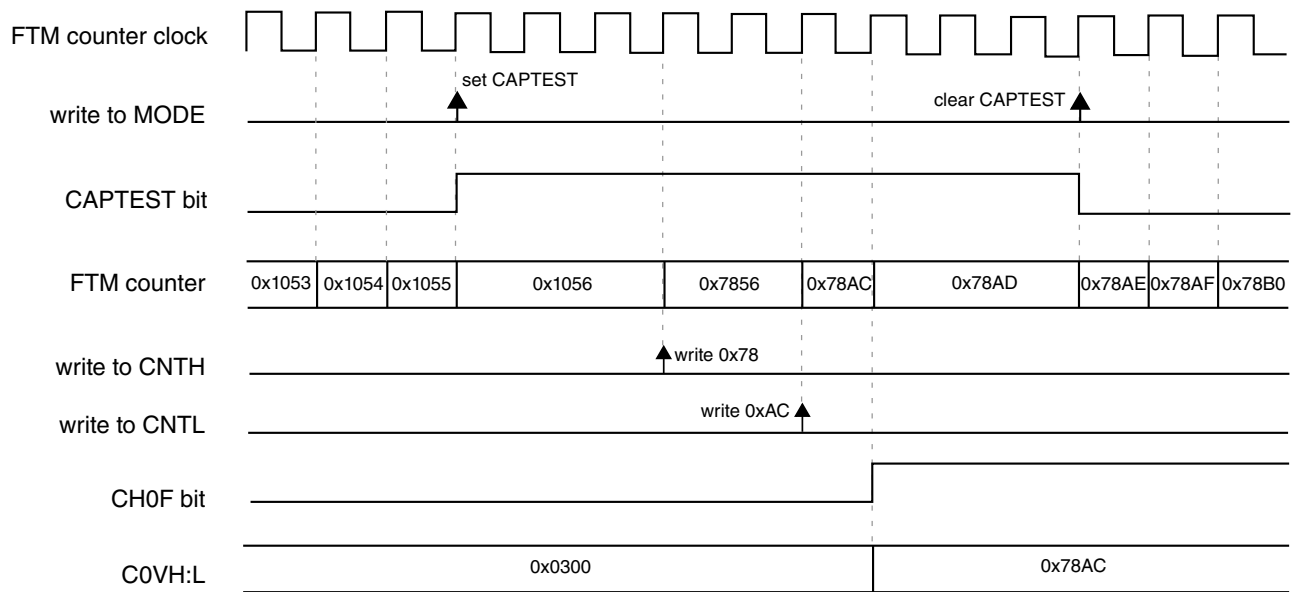 FTM counter clock
set CAPTEST
write to MODE
clear CAPTEST
CAPTEST bit
FTM counter
0x1053 0x1054 0x1055 0x1056 0x7856 0x78AC 0x78AD 0x78AE 0x78AF 0x78B0
write to CNTH
write 0x78
write to CNTL
write 0xAC
CH0F bit
C0VH:L
0x0300 0x78AC